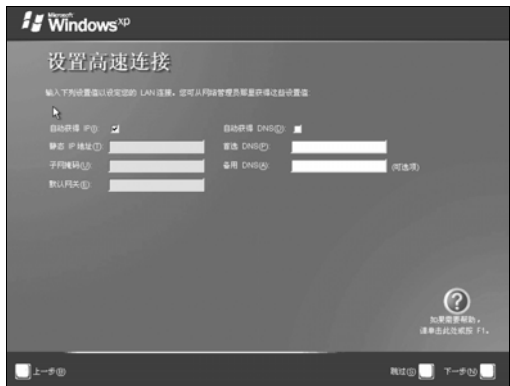 Microsoft
Windows xp
设置高速连接
输入下列设置值以设定您的 LAN 连接。您可从网络管理员那里获得这些设置值
自动获得 IP(I): 自动获得 DNS(D):
静态 IP 地址(T): 首选 DNS(P):
子网掩码(U): 备用 DNS(A): (可选项)
默认网关(E):
如果需要帮助，
请单击此处或按 F1。
上一步(B) 跳过(S) 下一步(N)